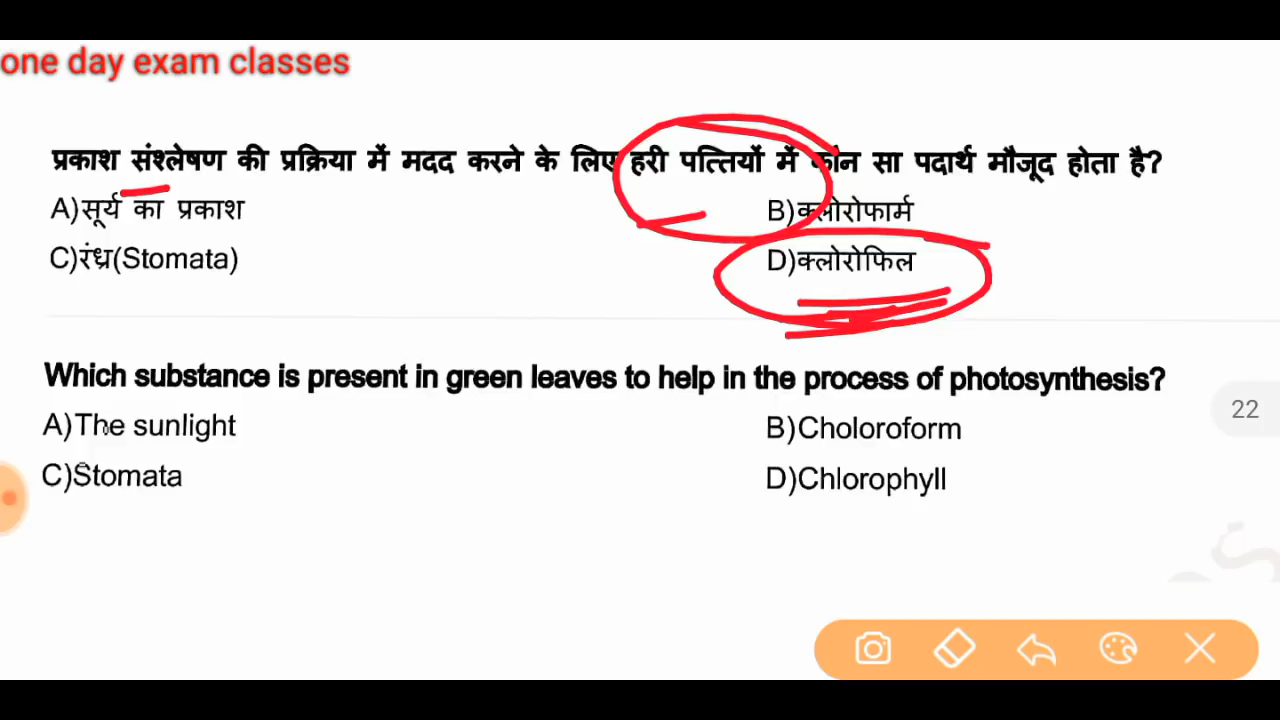 one day exam classes
प्रकाश संश्लेषण की प्रक्रिया में मदद करने के लिए हरी पत्तियों में कौन सा पदार्थ मौजूद होता है?
A)सूर्य का प्रकाश B)क्लोरोफार्म
C)रंध्र(Stomata) D)क्लोरोफिल
Which substance is present in green leaves to help in the process of photosynthesis?
22
A)The sunlight B)Choloroform
C)Stomata D)Chlorophyll